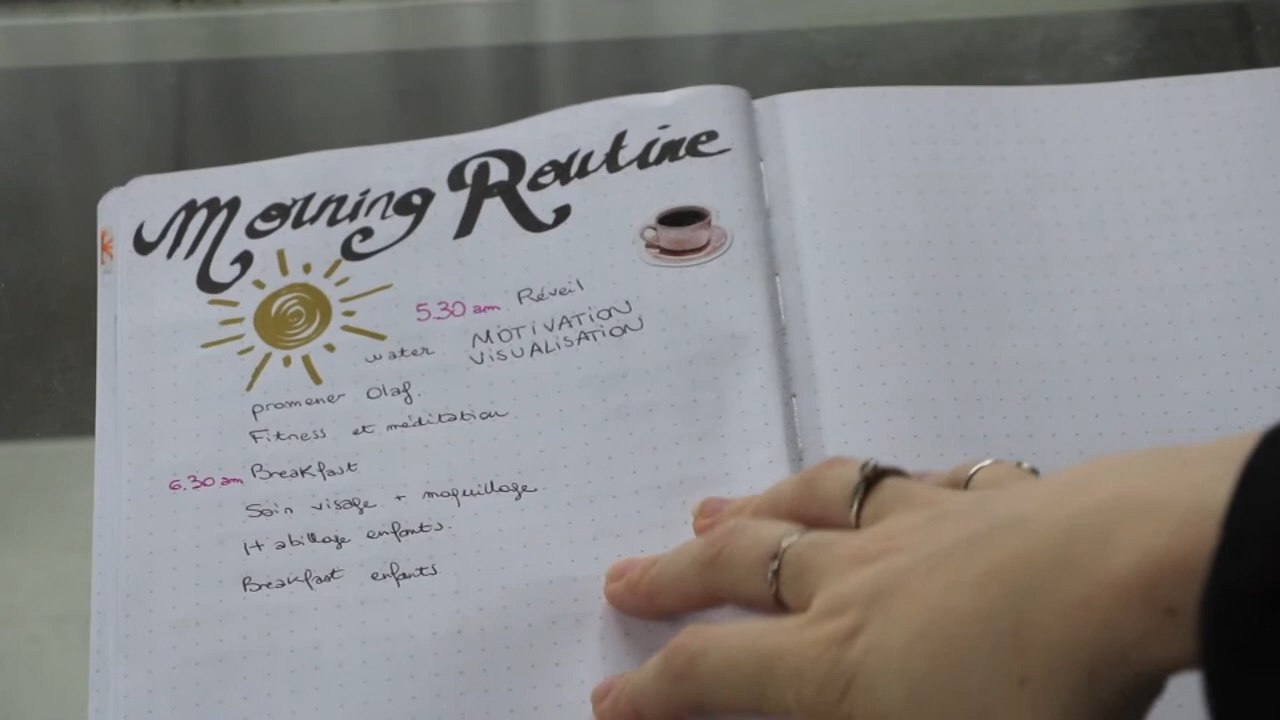 Morning Routine
5.30 am Réveil
water MOTIVATION
VISUALISATION
promener Olaf.
Fitness et méditation
6.30 am Breakfast
Soin visage + maquillage
Habillage enfants.
Breakfast enfants